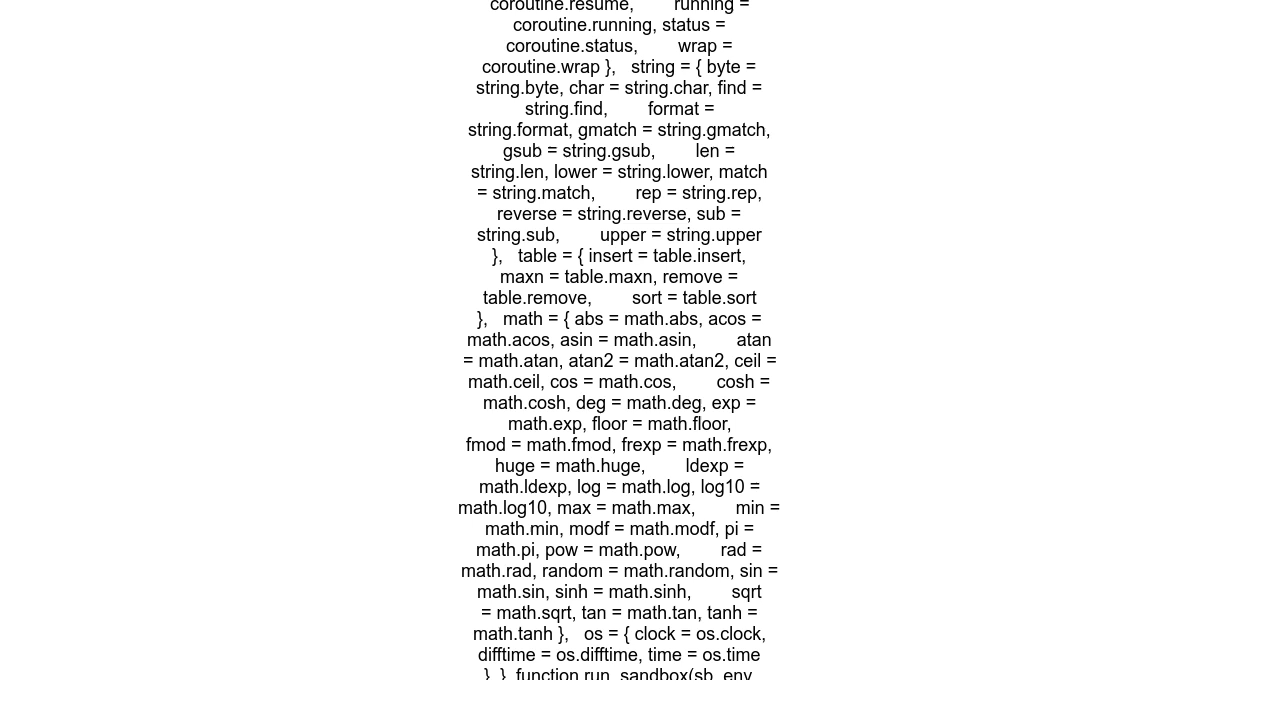 coroutine.resume,        running =
coroutine.running, status =
coroutine.status,        wrap =
coroutine.wrap },   string = { byte =
string.byte, char = string.char, find =
string.find,        format =
string.format, gmatch = string.gmatch,
gsub = string.gsub,        len =
string.len, lower = string.lower, match
= string.match,        rep = string.rep,
reverse = string.reverse, sub =
string.sub,        upper = string.upper
},   table = { insert = table.insert,
maxn = table.maxn, remove =
table.remove,        sort = table.sort
},   math = { abs = math.abs, acos =
math.acos, asin = math.asin,        atan
= math.atan, atan2 = math.atan2, ceil =
math.ceil, cos = math.cos,        cosh =
math.cosh, deg = math.deg, exp =
math.exp, floor = math.floor,
fmod = math.fmod, frexp = math.frexp,
huge = math.huge,        ldexp =
math.ldexp, log = math.log, log10 =
math.log10, max = math.max,        min =
math.min, modf = math.modf, pi =
math.pi, pow = math.pow,        rad =
math.rad, random = math.random, sin =
math.sin, sinh = math.sinh,        sqrt
= math.sqrt, tan = math.tan, tanh =
math.tanh },   os = { clock = os.clock,
difftime = os.difftime, time = os.time
}, }  function run_sandbox(sb_env,